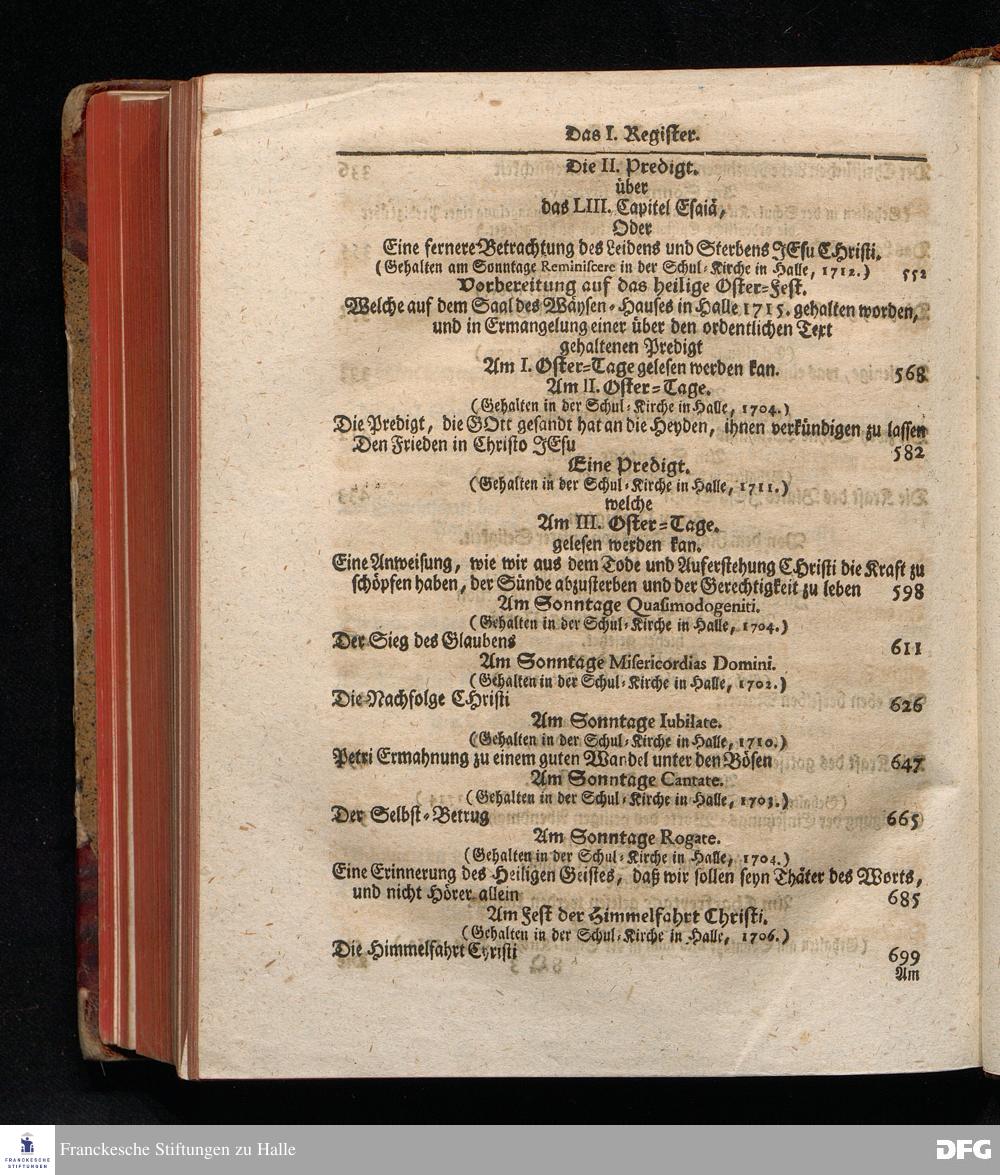 Das I. Register.
Die II. Predigt.
über
das LIII. Capitel Esaiä,
Oder
Eine fernere Betrachtung des Leidens und Sterbens JEsu CHristi.
(Gehalten am Sonntage Reminiscere in der Schul-Kirche in Halle, 1712.) 552
Vorbereitung auf das heilige Oster-Fest.
Welche auf dem Saal des Wäysen-Hauses in Halle 1715. gehalten worden,
und in Ermangelung einer über den ordentlichen Text
gehaltenen Predigt
Am I. Oster-Tage gelesen werden kan. 568
Am II. Oster-Tage.
(Gehalten in der Schul-Kirche in Halle, 1704.)
Die Predigt, die GOtt gesandt hat an die Heyden, ihnen verkündigen zu lassen
Den Frieden in Christo JEsu 582
Eine Predigt.
(Gehalten in der Schul-Kirche in Halle, 1711.)
welche
Am III. Oster-Tage.
gelesen werden kan.
Eine Anweisung, wie wir aus dem Tode und Auferstehung CHristi die Kraft zu
schöpfen haben, der Sünde abzusterben und der Gerechtigkeit zu leben 598
Am Sonntage Quasimodogeniti.
(Gehalten in der Schul-Kirche in Halle, 1704.)
Der Sieg des Glaubens 611
Am Sonntage Misericordias Domini.
(Gehalten in der Schul-Kirche in Halle, 1702.)
Die Nachfolge CHristi 626
Am Sonntage Iubilate.
(Gehalten in der Schul-Kirche in Halle, 1710.)
Petri Ermahnung zu einem guten Wandel unter den Bösen 647
Am Sonntage Cantate.
(Gehalten in der Schul-Kirche in Halle, 1703.)
Der Selbst-Betrug 665
Am Sonntage Rogate.
(Gehalten in der Schul-Kirche in Halle, 1704.)
Eine Erinnerung des Heiligen Geistes, daß wir sollen seyn Thäter des Worts,
und nicht Hörer allein 685
Am Fest der Himmelfahrt Christi.
(Gehalten in der Schul-Kirche in Halle, 1706.)
Die Himmelfahrt Christi 699
Am
FRANCKESCHE
STIFTUNGEN
Franckesche Stiftungen zu Halle
DFG